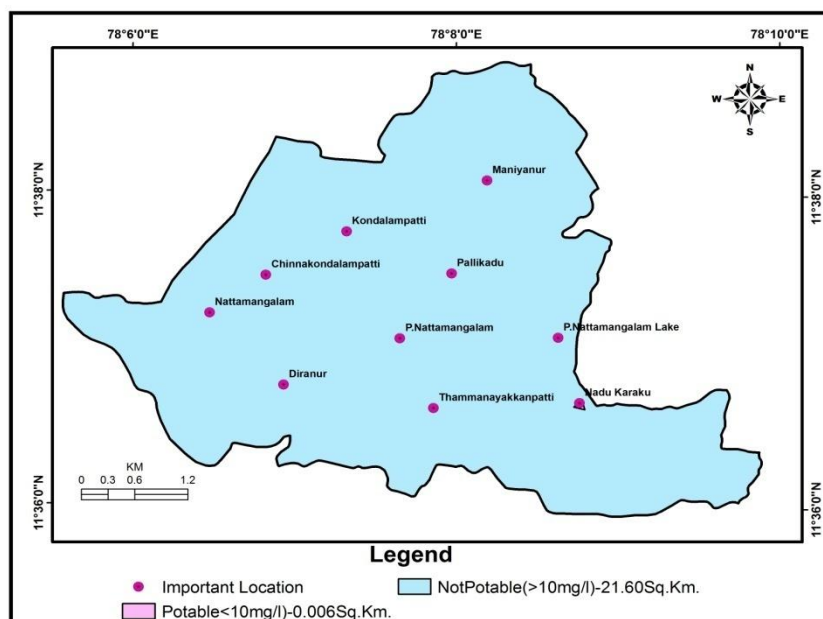 78°6'0"E 78°8'0"E 78°10'0"E
N
W E
S
11°38'0"N 11°38'0"N
Maniyanur
Kondalampatti
Chinnakondalampatti Pallikadu
Nattamangalam
P.Nattamangalam P.Nattamangalam Lake
Diranur
Thammanayakkanpatti Nadu Karaku
KM
0 0.3 0.6 1.2
11°36'0"N 11°36'0"N
Legend
Important Location NotPotable(>10mg/l)-21.60Sq.Km.
Potable<10mg/l)-0.006Sq.Km.